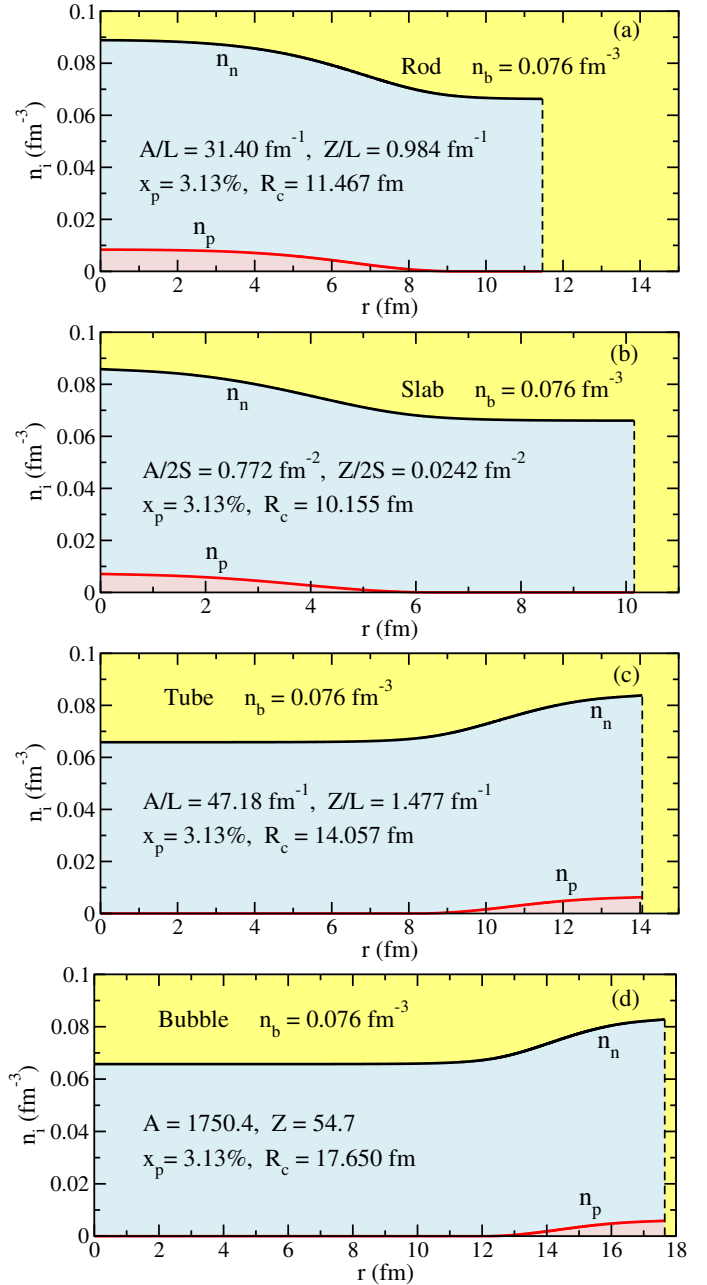 0.1
(a)
0.08
n_n
Rod n_b = 0.076 fm^-3
0.06
n_i (fm^-3)
0.04
A/L = 31.40 fm^-1, Z/L = 0.984 fm^-1
x_p = 3.13%, R_c = 11.467 fm
0.02
n_p
0
0 2 4 6 8 10 12 14
r (fm)
0.1
(b)
0.08
n_n
Slab n_b = 0.076 fm^-3
0.06
n_i (fm^-3)
0.04
A/2S = 0.772 fm^-2, Z/2S = 0.0242 fm^-2
x_p = 3.13%, R_c = 10.155 fm
0.02
n_p
0
0 2 4 6 8 10
r (fm)
0.1
(c)
Tube n_b = 0.076 fm^-3
0.08
n_n
0.06
n_i (fm^-3)
0.04
A/L = 47.18 fm^-1, Z/L = 1.477 fm^-1
x_p = 3.13%, R_c = 14.057 fm
0.02
n_p
0
0 2 4 6 8 10 12 14
r (fm)
0.1
(d)
Bubble n_b = 0.076 fm^-3
0.08
n_n
0.06
n_i (fm^-3)
0.04
A = 1750.4, Z = 54.7
x_p = 3.13%, R_c = 17.650 fm
0.02
n_p
0
0 2 4 6 8 10 12 14 16 18
r (fm)